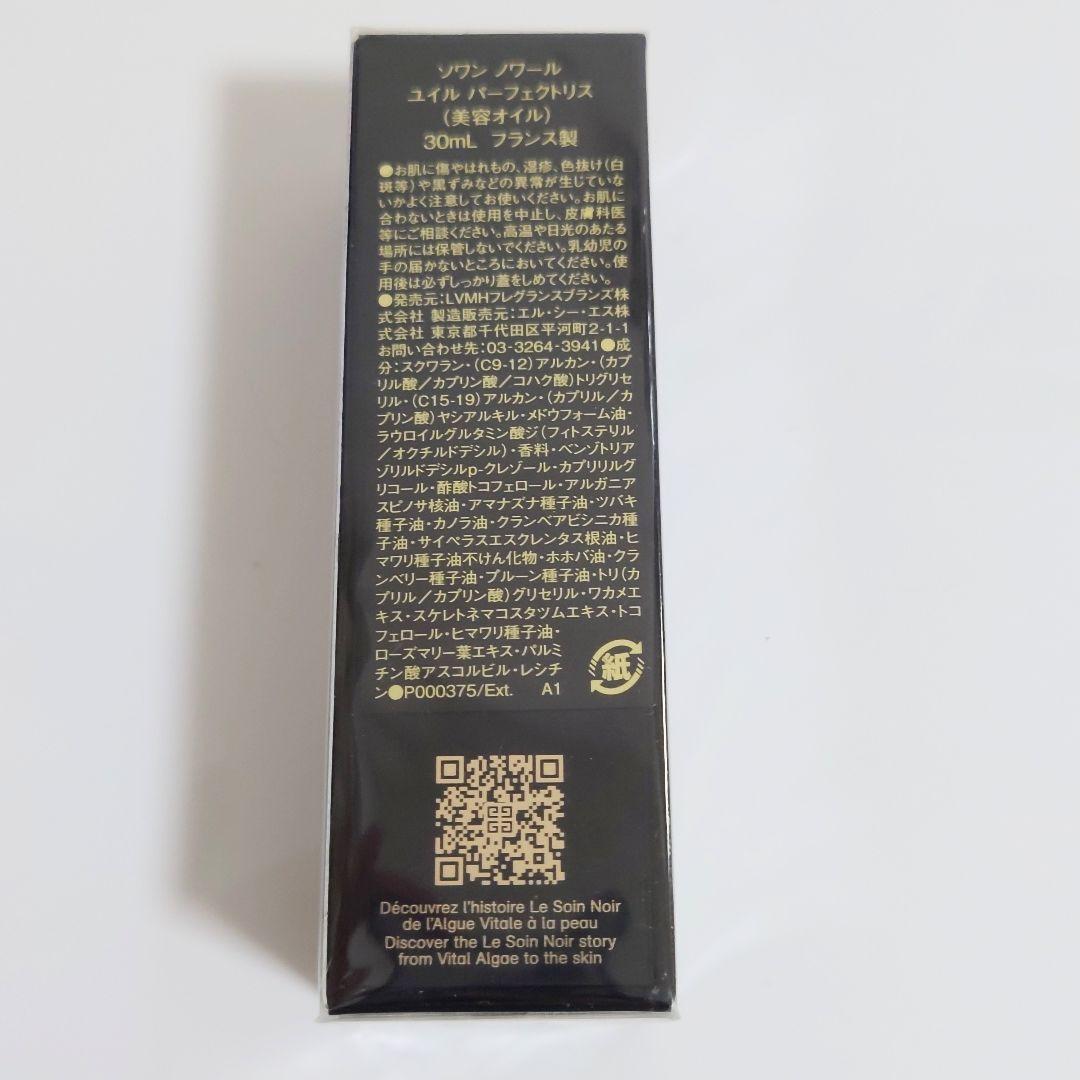 ソワン ノワール
ユイル パーフェクトリス
（美容オイル）
30mL フランス製
●お肌に傷やはれもの、湿疹、色抜け（白
斑等）や黒ずみなどの異常が生じていな
いかよく注意してお使いください。お肌に
合わないときは使用を中止し、皮膚科医
等にご相談ください。高温や日光のあたる
場所には保管しないでください。乳幼児の
手の届かないところにおいてください。使
用後は必ずしっかり蓋をしめてください。
●発売元：LVMHフレグランスブランズ株
式会社 製造販売元：エル・シー・エス株
式会社 東京都千代田区平河町2-1-1
お問い合わせ先：03-3264-3941●成
分：スクワラン・（C9-12）アルカン・（カプ
リル酸／カプリン酸／コハク酸）トリグリセ
リル・（C15-19）アルカン・（カプリル／カ
プリン酸）ヤシアルキル・メドウフォーム油・
ラウロイルグルタミン酸ジ（フィトステリル
／オクチルドデシル）・香料・ベンゾトリア
ゾリルドデシルp-クレゾール・カプリリルグ
リコール・酢酸トコフェロール・アルガニア
スピノサ核油・アマナズナ種子油・ツバキ
種子油・カノラ油・クランベアビシニカ種
子油・サイペラスエスクレンタス根油・ヒ
マワリ種子油不けん化物・ホホバ油・クラ
ンベリー種子油・プルーン種子油・トリ（カ
プリル／カプリン酸）グリセリル・ワカメエ
キス・スケレトネマコスタツムエキス・トコ
フェロール・ヒマワリ種子油・
ローズマリー葉エキス・パルミ
チン酸アスコルビル・レシチ
ン●P000375/Ext. A1
紙
Découvrez l'histoire Le Soin Noir
de l'Algue Vitale à la peau
Discover the Le Soin Noir story
from Vital Algae to the skin